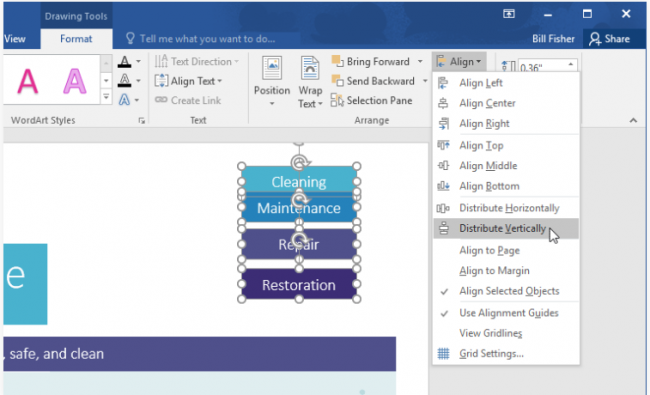 Drawing Tools
View
Format
Tell me what you want to do...
Bill Fisher
Share
A
A
A
A
A
Text Direction
Align Text
Create Link
Position
Wrap
Text
Bring Forward
Send Backward
Selection Pane
Align
0.36"
WordArt Styles
Text
Arrange
Align Left
Align Center
Align Right
Align Top
Align Middle
Align Bottom
Distribute Horizontally
Distribute Vertically
Align to Page
Align to Margin
Align Selected Objects
Use Alignment Guides
View Gridlines
Grid Settings...
Cleaning
Maintenance
Repair
Restoration
e
, safe, and clean